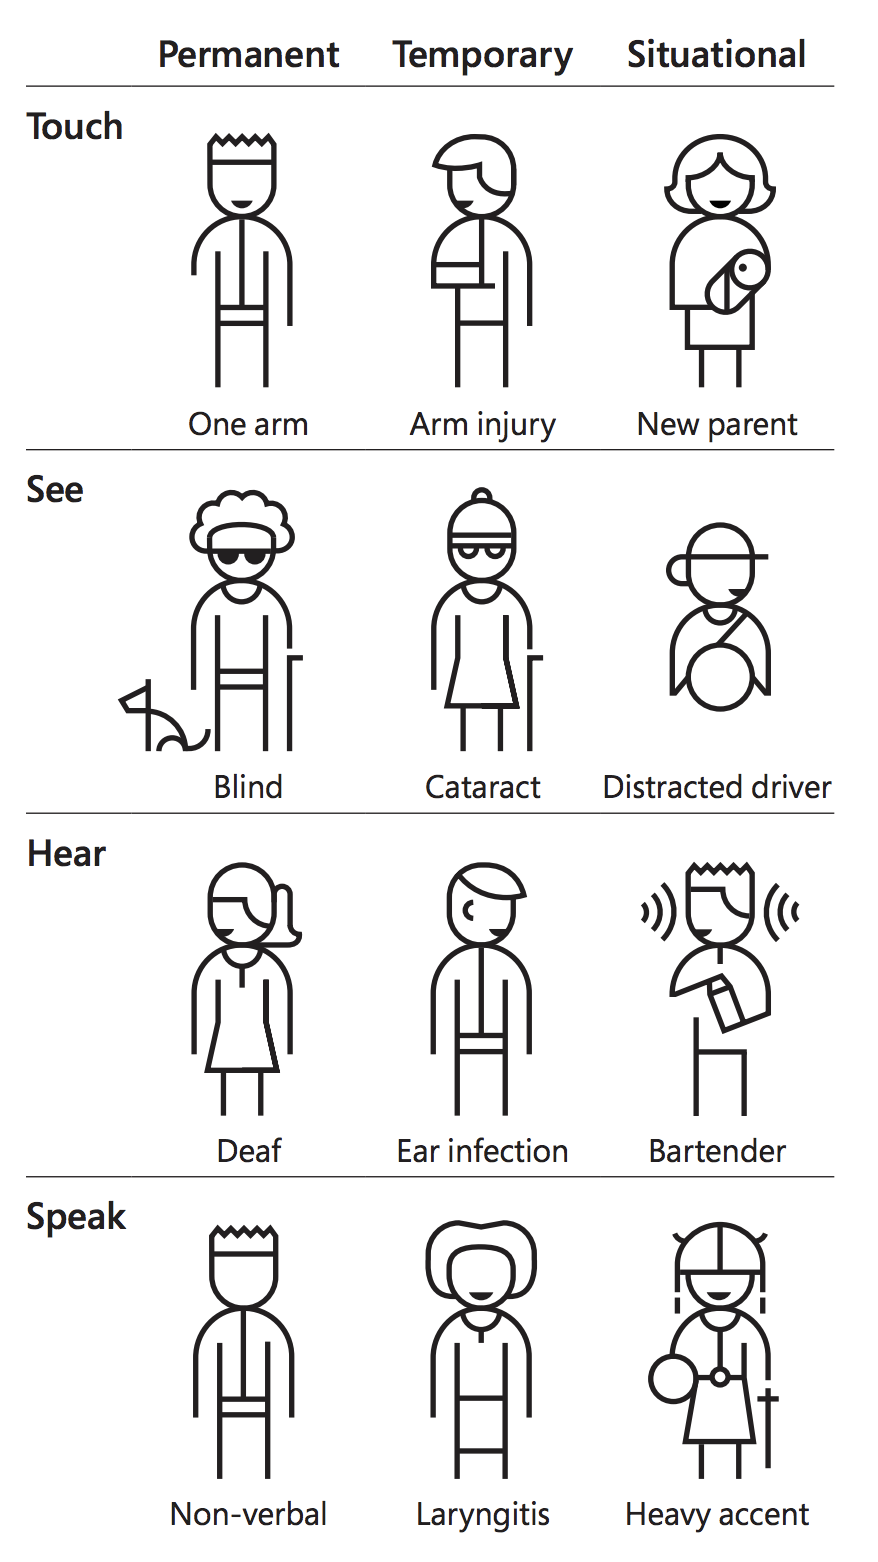 Permanent Temporary Situational
Touch
One arm Arm injury New parent
See
Blind Cataract Distracted driver
Hear
Deaf Ear infection Bartender
Speak
Non-verbal Laryngitis Heavy accent